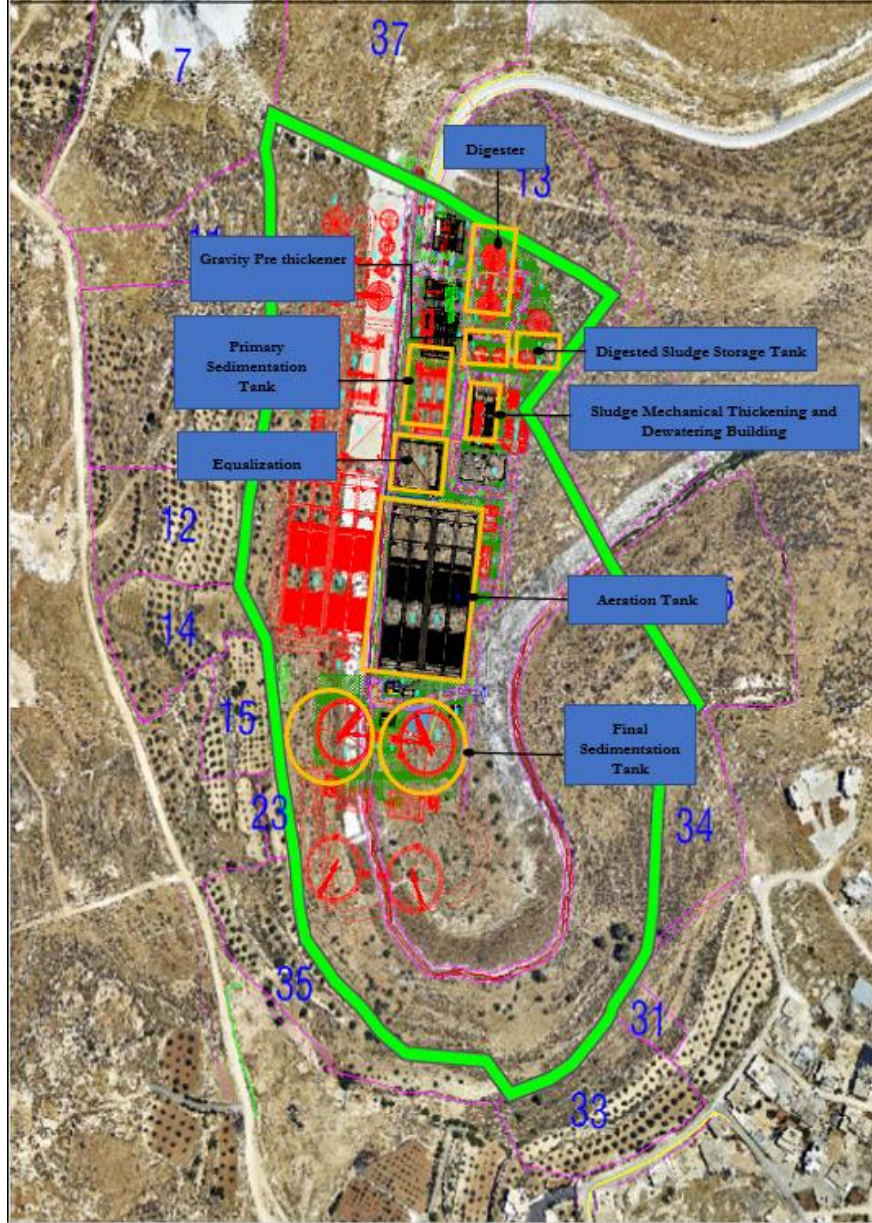 37
7
Digester
13
Gravity Pre thickener
Primary
Sedimentation
Tank
Digested Sludge Storage Tank
Sludge Mechanical Thickening and
Dewatering Building
Equalization
12
Aeration Tank
14
15
Final
Sedimentation
Tank
23
34
35
31
33